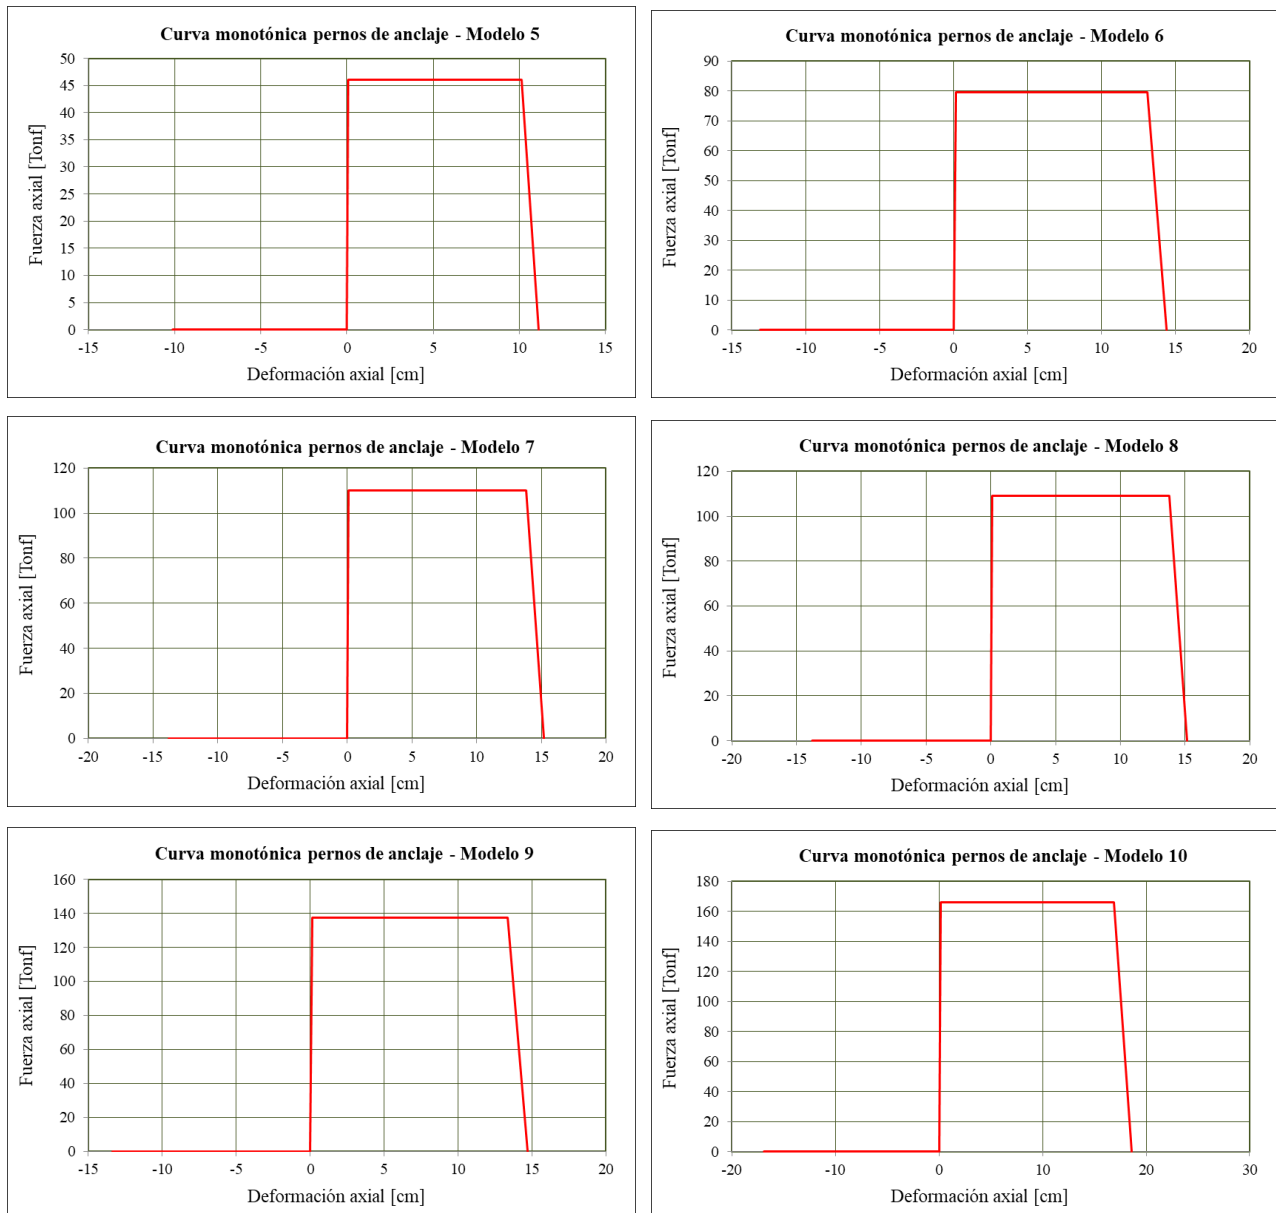 Curva monotónica pernos de anclaje - Modelo 5
50
45
40
35
30
25
20
15
10
5
0
-15 -10 -5 0 5 10 15
Fuerza axial [Tonf]
Deformación axial [cm]
Curva monotónica pernos de anclaje - Modelo 6
90
80
70
60
50
40
30
20
10
0
-15 -10 -5 0 5 10 15 20
Fuerza axial [Tonf]
Deformación axial [cm]
Curva monotónica pernos de anclaje - Modelo 7
120
100
80
60
40
20
0
-20 -15 -10 -5 0 5 10 15 20
Fuerza axial [Tonf]
Deformación axial [cm]
Curva monotónica pernos de anclaje - Modelo 8
120
100
80
60
40
20
0
-20 -15 -10 -5 0 5 10 15 20
Fuerza axial [Tonf]
Deformación axial [cm]
Curva monotónica pernos de anclaje - Modelo 9
160
140
120
100
80
60
40
20
0
-15 -10 -5 0 5 10 15 20
Fuerza axial [Tonf]
Deformación axial [cm]
Curva monotónica pernos de anclaje - Modelo 10
180
160
140
120
100
80
60
40
20
0
-20 -10 0 10 20 30
Fuerza axial [Tonf]
Deformación axial [cm]